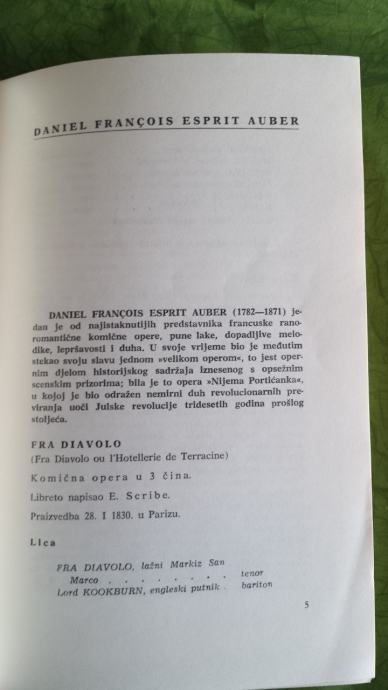 DANIEL FRANÇOIS ESPRIT AUBER
DANIEL FRANÇOIS ESPRIT AUBER (1782—1871) je-
dan je od najistaknutijih predstavnika francuske rano-
romantične komične opere, pune lake, dopadljive melo-
dike, lepršavosti i duha. U svoje vrijeme bio je međutim
stekao svoju slavu jednom »velikom operom«, to jest oper-
nim djelom historijskog sadržaja iznesenog s opsežnim
scenskim prizorima; bila je to opera »Nijema Portićanka«,
u kojoj je bio odražen nemirni duh revolucionarnih pre-
viranja uoči Julske revolucije tridesetih godina prošlog
stoljeća.
FRA DIAVOLO
(Fra Diavolo ou l'Hotellerie de Terracine)
Komična opera u 3 čina.
Libreto napisao E. Scribe.
Praizvedba 28. I 1830. u Parizu.
Lica
FRA DIAVOLO, lažni Markiz San
Marco . . . . . . . . tenor
Lord KOOKBURN, engleski putnik . bariton
5